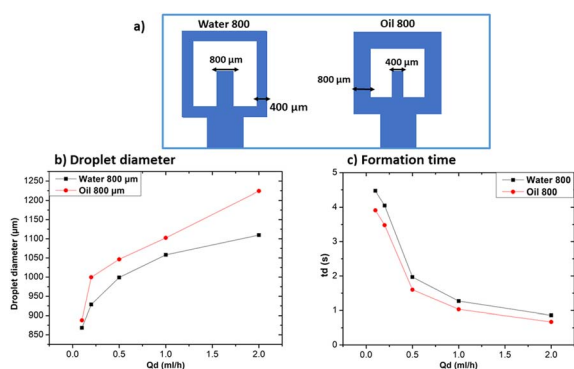 a)
Water 800
Oil 800
800 µm
400 µm
800 µm
400 µm
b) Droplet diameter
Water 800 µm
Oil 800 µm
Droplet diameter (µm)
1250
1200
1150
1100
1050
1000
950
900
850
0.0 0.5 1.0 1.5 2.0
Qd (ml/h)
c) Formation time
Water 800
Oil 800
td (s)
5
4
3
2
1
0
0.0 0.5 1.0 1.5 2.0
Qd (ml/h)